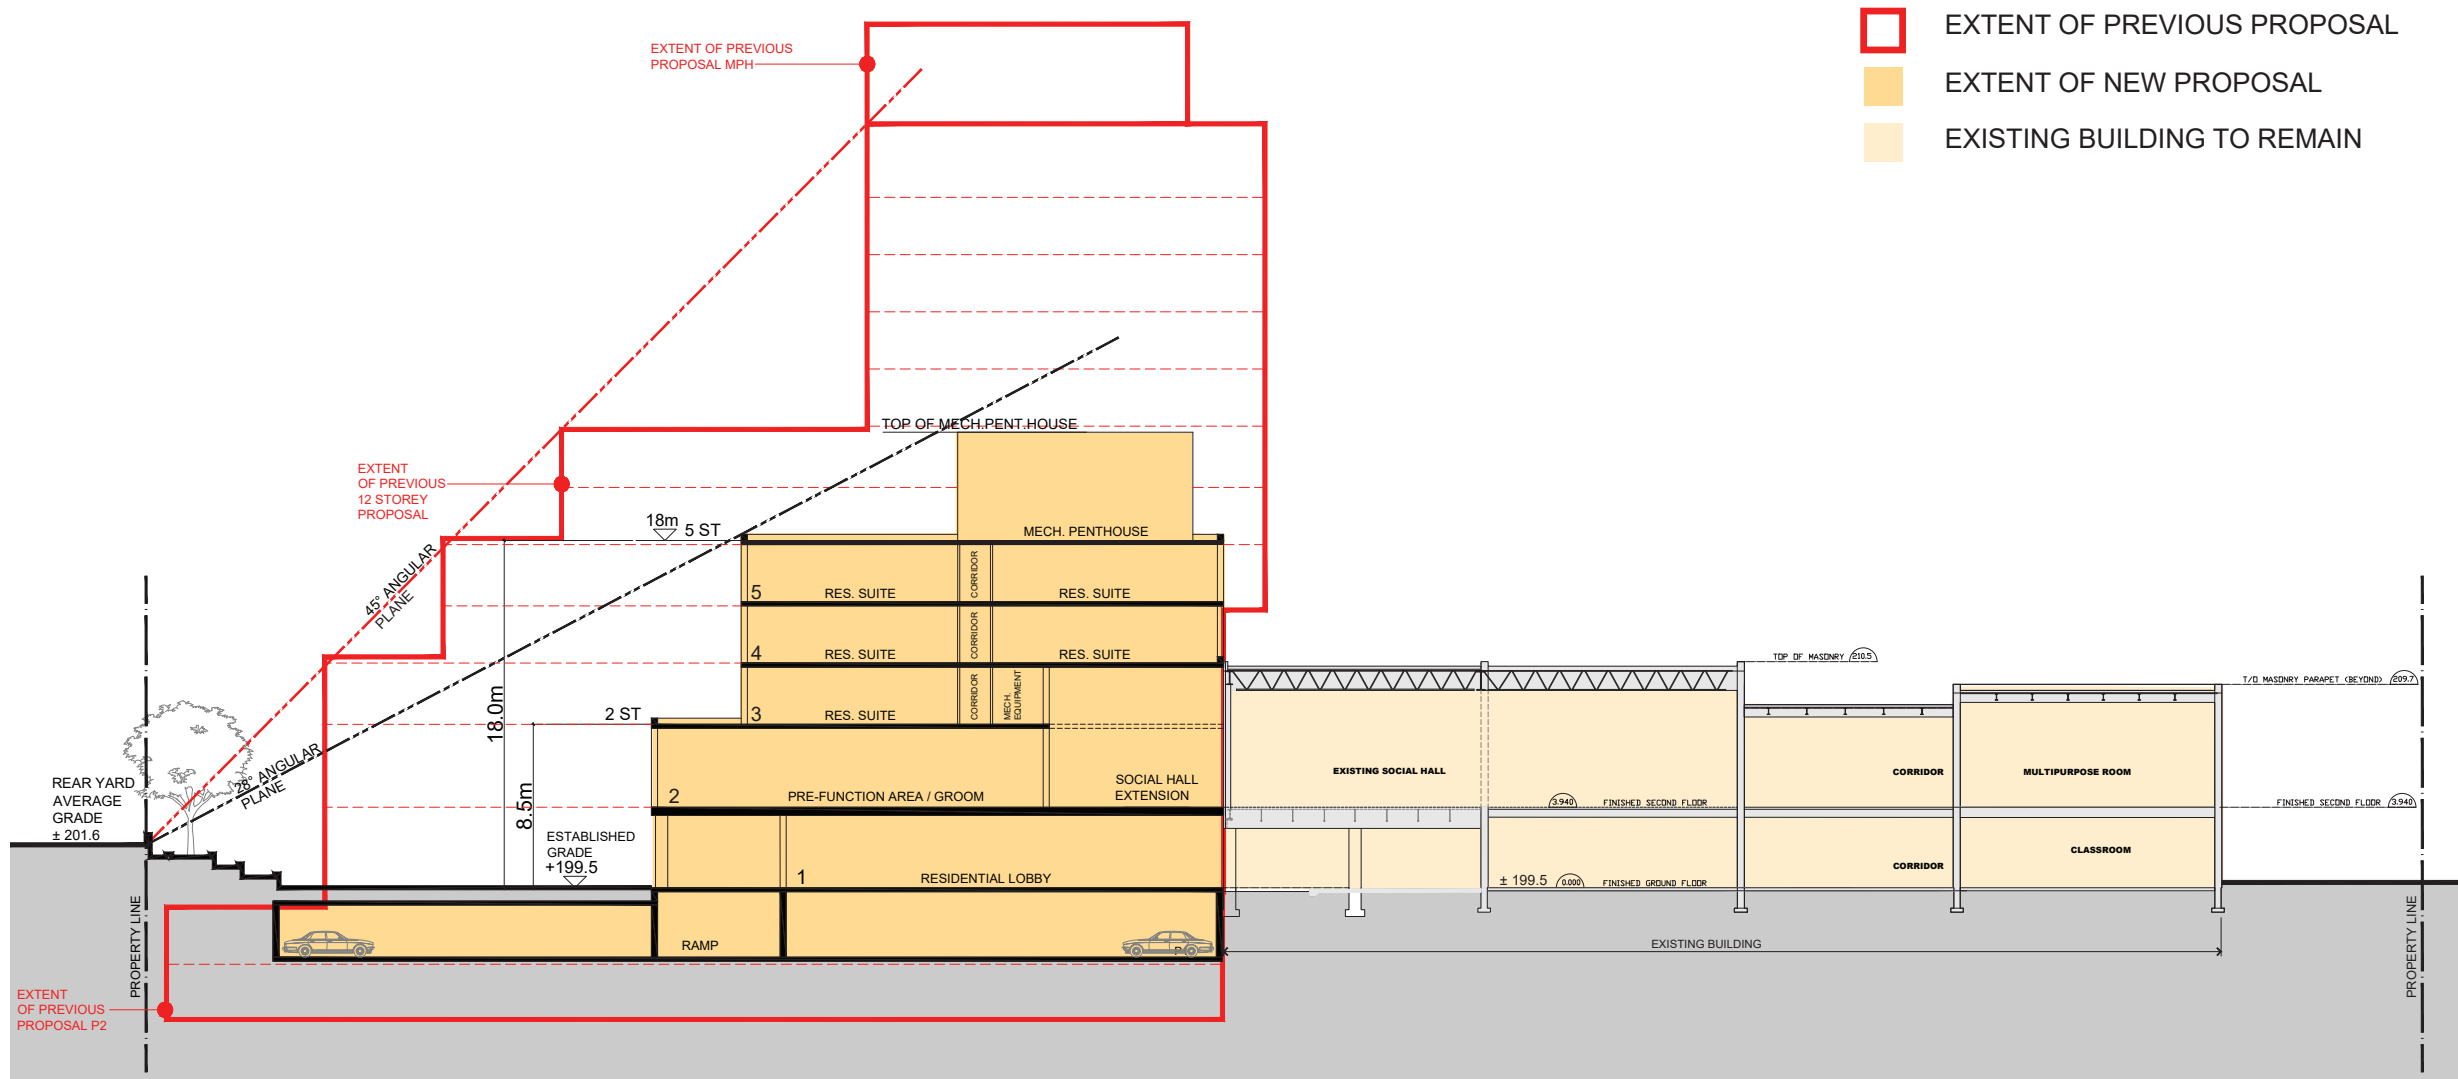 EXTENT OF PREVIOUS PROPOSAL
EXTENT OF NEW PROPOSAL
EXISTING BUILDING TO REMAIN
EXTENT OF PREVIOUS
PROPOSAL MPH
TOP OF MECH.PENT.HOUSE
EXTENT
OF PREVIOUS
12 STOREY
PROPOSAL
18m
5 ST
MECH. PENTHOUSE
45° ANGULAR
PLANE
5
RES. SUITE
CORRIDOR
RES. SUITE
4
RES. SUITE
CORRIDOR
RES. SUITE
3
RES. SUITE
CORRIDOR
MECH.
EQUIPMENT
2 ST
18.0m
8.5m
28° ANGULAR
PLANE
REAR YARD
AVERAGE
GRADE
± 201.6
2
PRE-FUNCTION AREA / GROOM
SOCIAL HALL
EXTENSION
ESTABLISHED
GRADE
+199.5
1
RESIDENTIAL LOBBY
RAMP
TOP OF MASONRY 210.5
T/O MASONRY PARAPET (BEYOND) 209.7
EXISTING SOCIAL HALL
CORRIDOR
MULTIPURPOSE ROOM
3.940 FINISHED SECOND FLOOR
FINISHED SECOND FLOOR 3.940
CLASSROOM
CORRIDOR
± 199.5 0.000 FINISHED GROUND FLOOR
EXISTING BUILDING
PROPERTY LINE
PROPERTY LINE
EXTENT
OF PREVIOUS
PROPOSAL P2